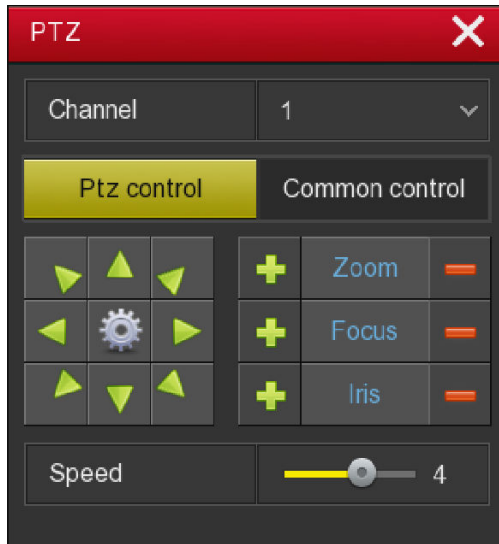 PTZ
Channel 1
Ptz control Common control
Zoom
Focus
Iris
Speed 4